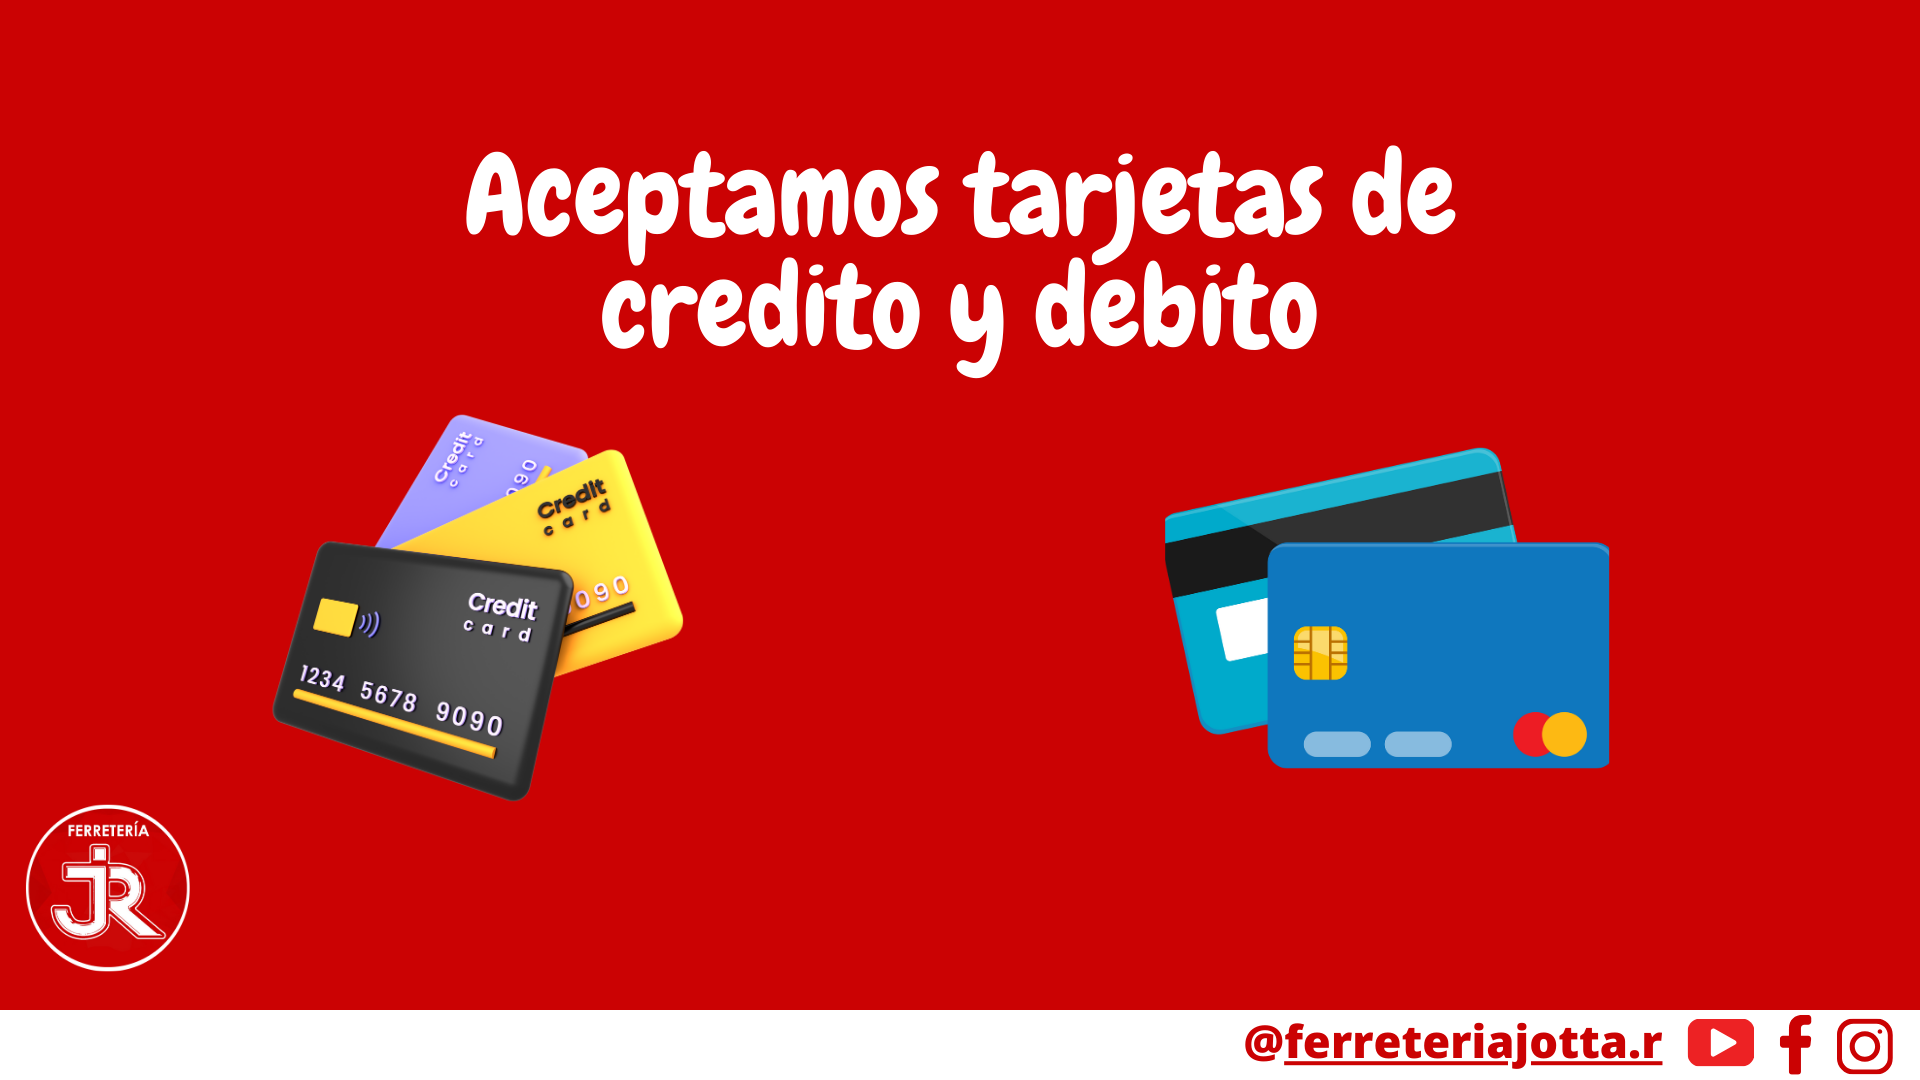 Aceptamos tarjetas de
credito y debito
Credit
card
090
Credit
card
090
Credit
card
1234 5678 9090
FERRETERÍA
JR
@ferreteriajotta.r